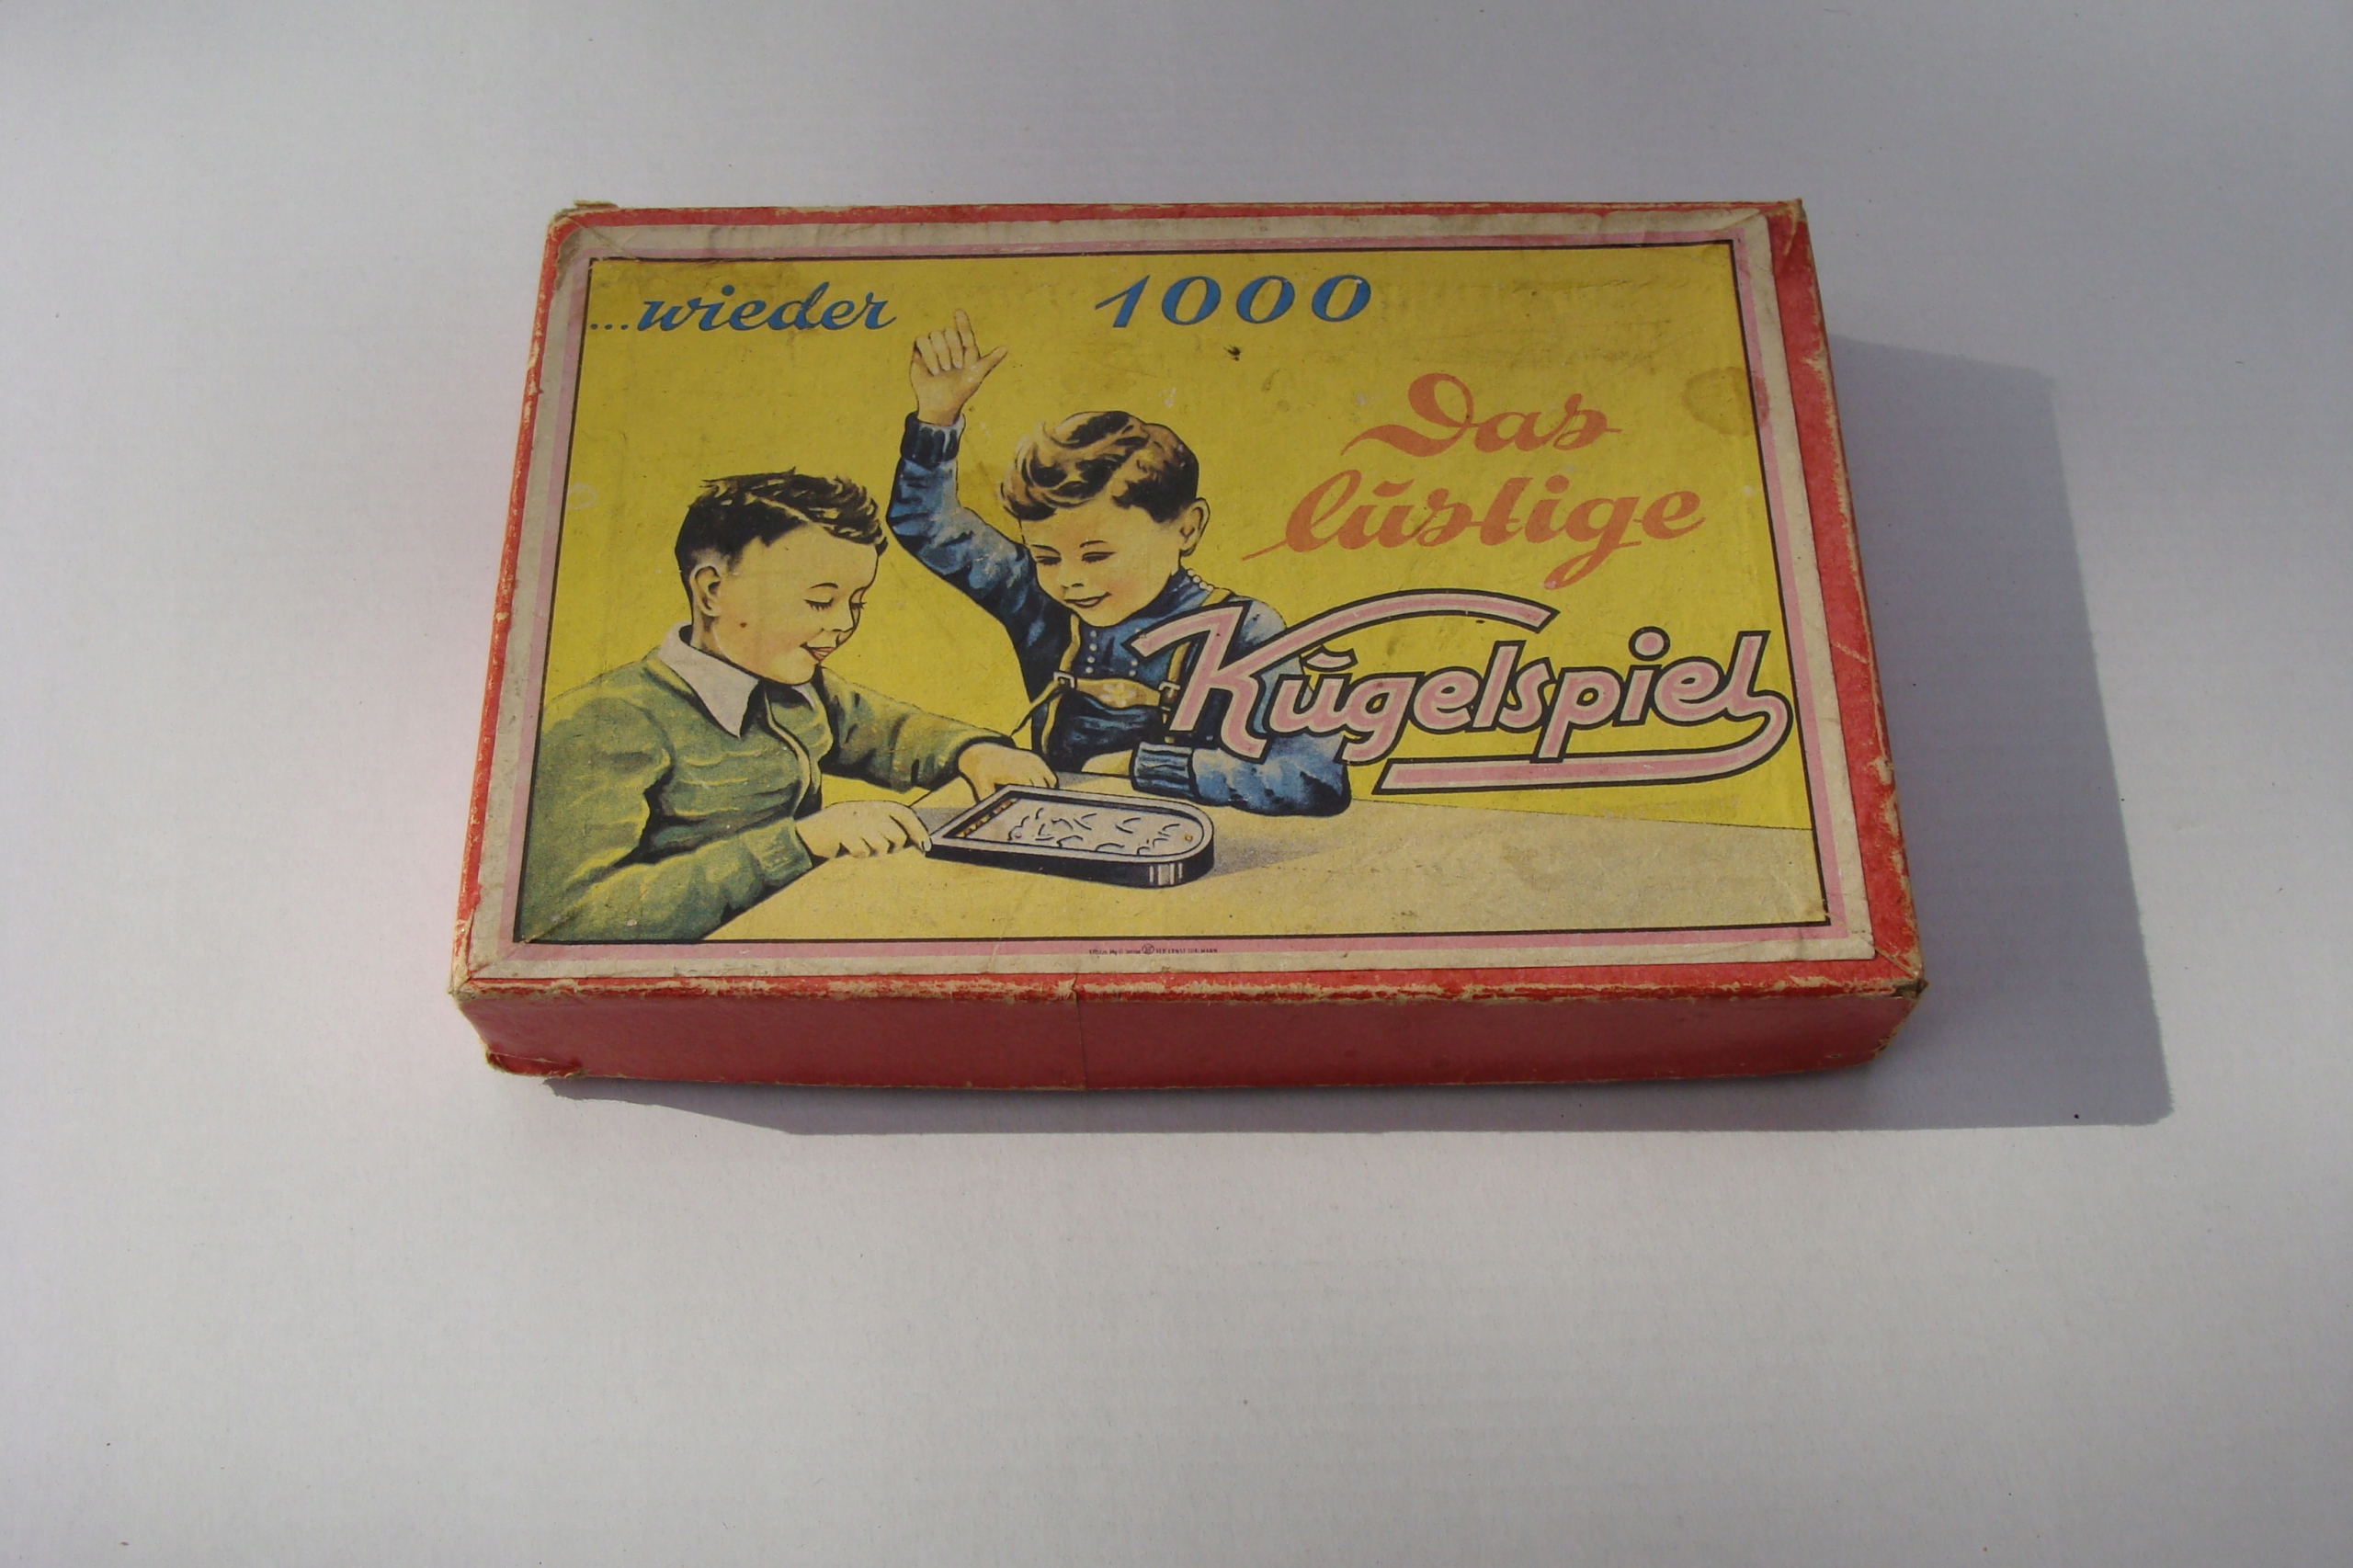 ...wieder 1000
Das
lustige
Kugelspiel